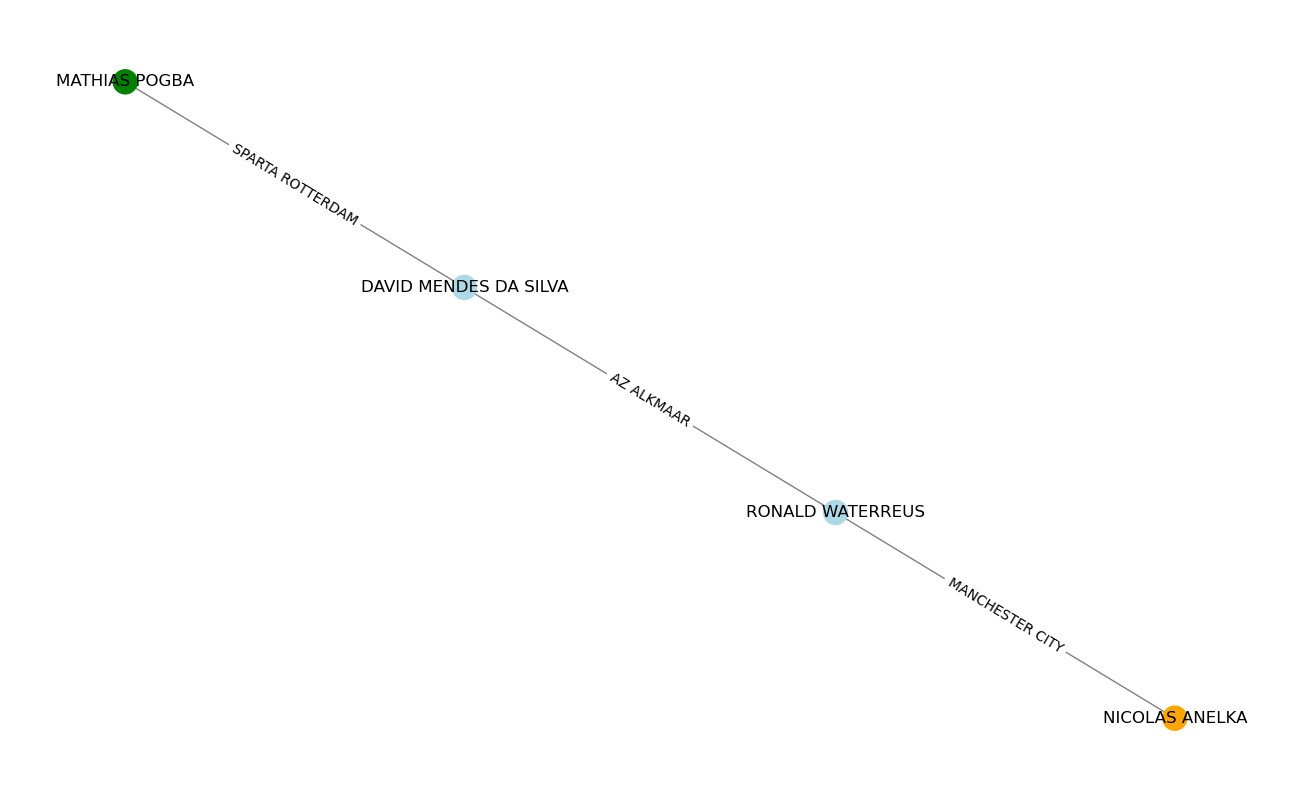 MATHIAS POGBA
SPARTA ROTTERDAM
DAVID MENDES DA SILVA
AZ ALKMAAR
RONALD WATERREUS
MANCHESTER CITY
NICOLAS ANELKA